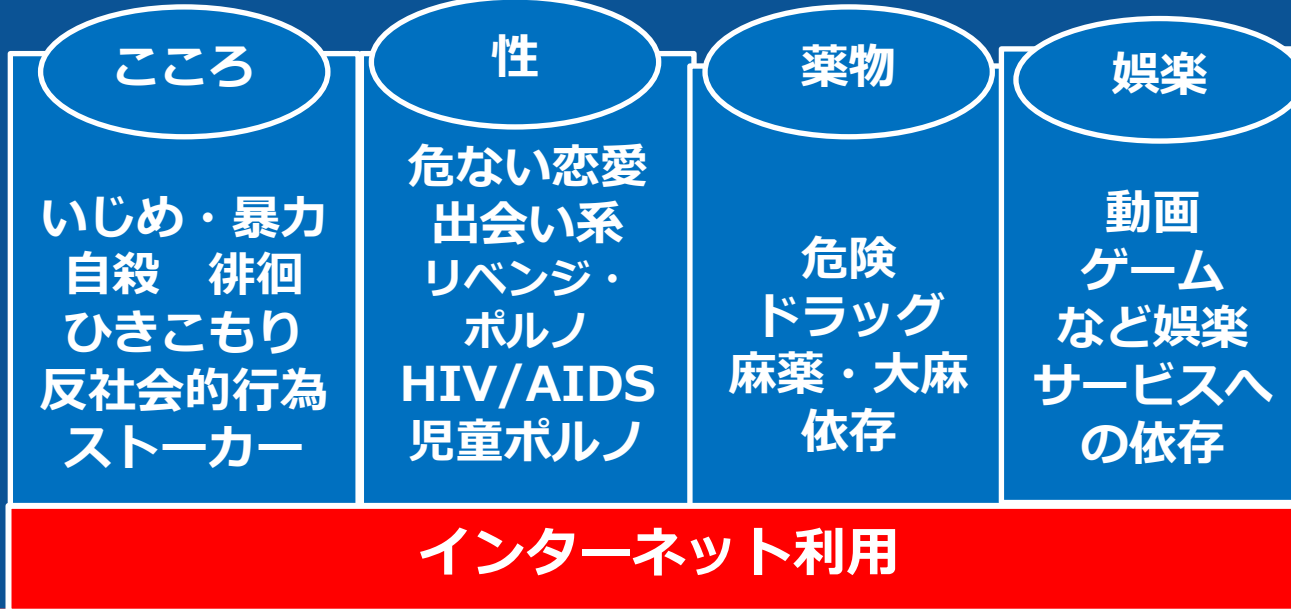 こころ
いじめ・暴力
自殺　徘徊
ひきこもり
反社会的行為
ストーカー
性
危ない恋愛
出会い系
リベンジ・
ポルノ
HIV/AIDS
児童ポルノ
薬物
危険
ドラッグ
麻薬・大麻
依存
娯楽
動画
ゲーム
など娯楽
サービスへ
の依存
インターネット利用